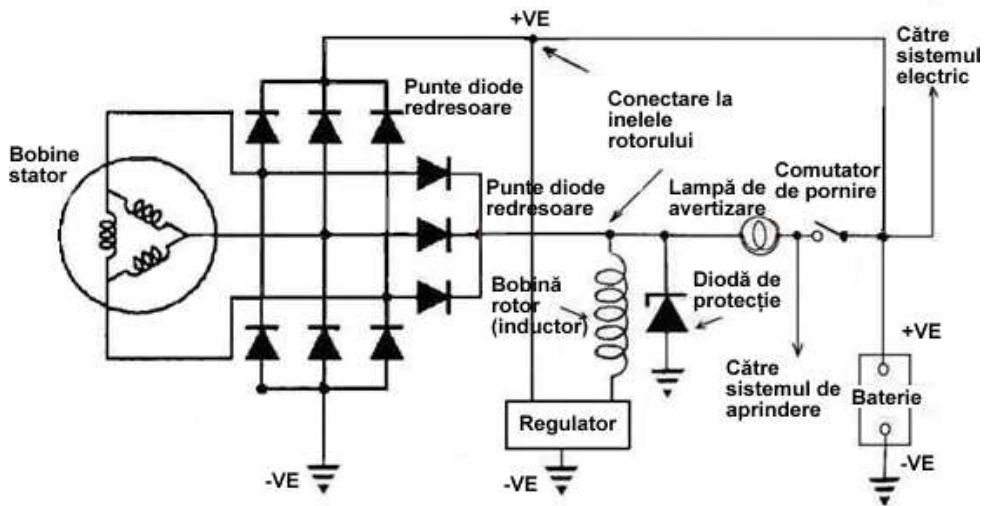 +VE
Către
sistemul
electric
Punte diode
redresoare
Conectare la
inelele
rotorului
Bobine
stator
Punte diode
redresoare
Lampă de
avertizare
Comutator
de pornire
Bobină
rotor
(inductor)
Diodă de
protecție
+VE
Către
sistemul de
aprindere
Baterie
Regulator
-VE
-VE
-VE